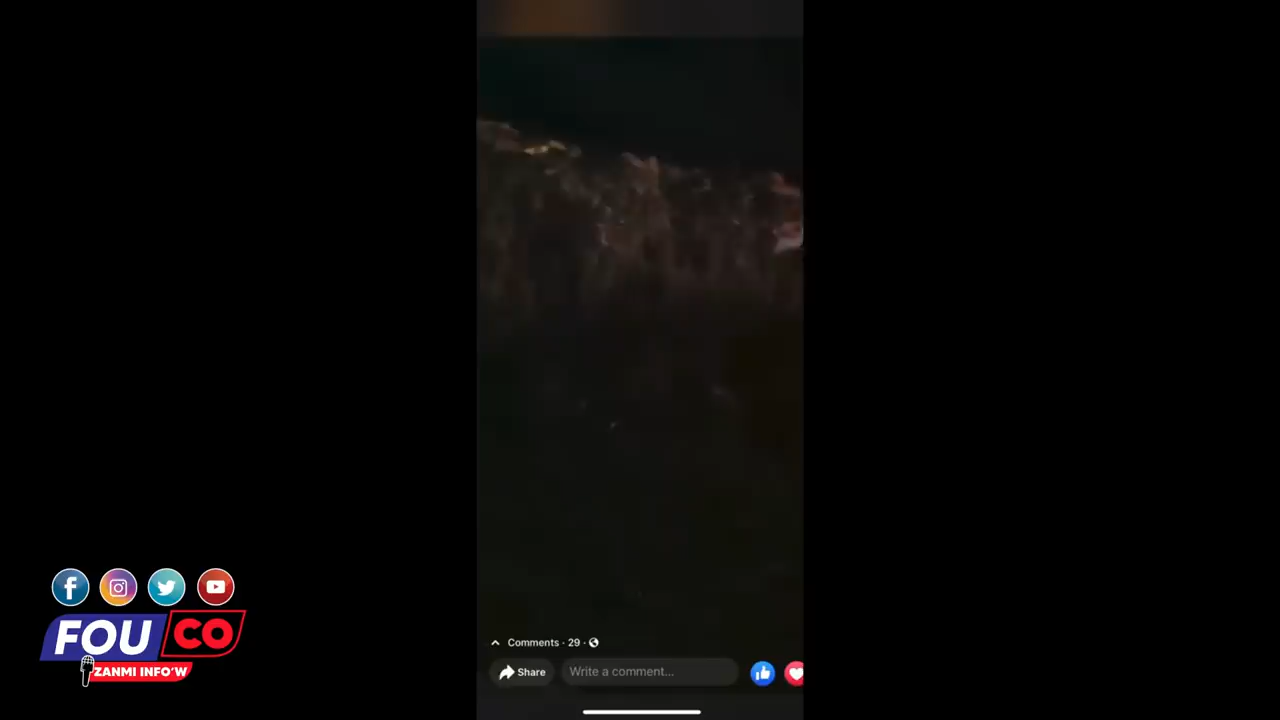 Comments · 29 ·
Share
Write a comment...
FOU CO
ZANMI INFO'W